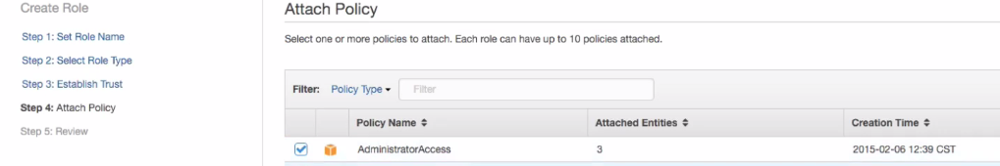 Create Role
Step 1: Set Role Name
Step 2: Select Role Type
Step 3: Establish Trust
Step 4: Attach Policy
Step 5: Review
Attach Policy
Select one or more policies to attach. Each role can have up to 10 policies attached.
Filter: Policy Type Filter
Policy Name Attached Entities Creation Time
AdministratorAccess 3 2015-02-06 12:39 CST